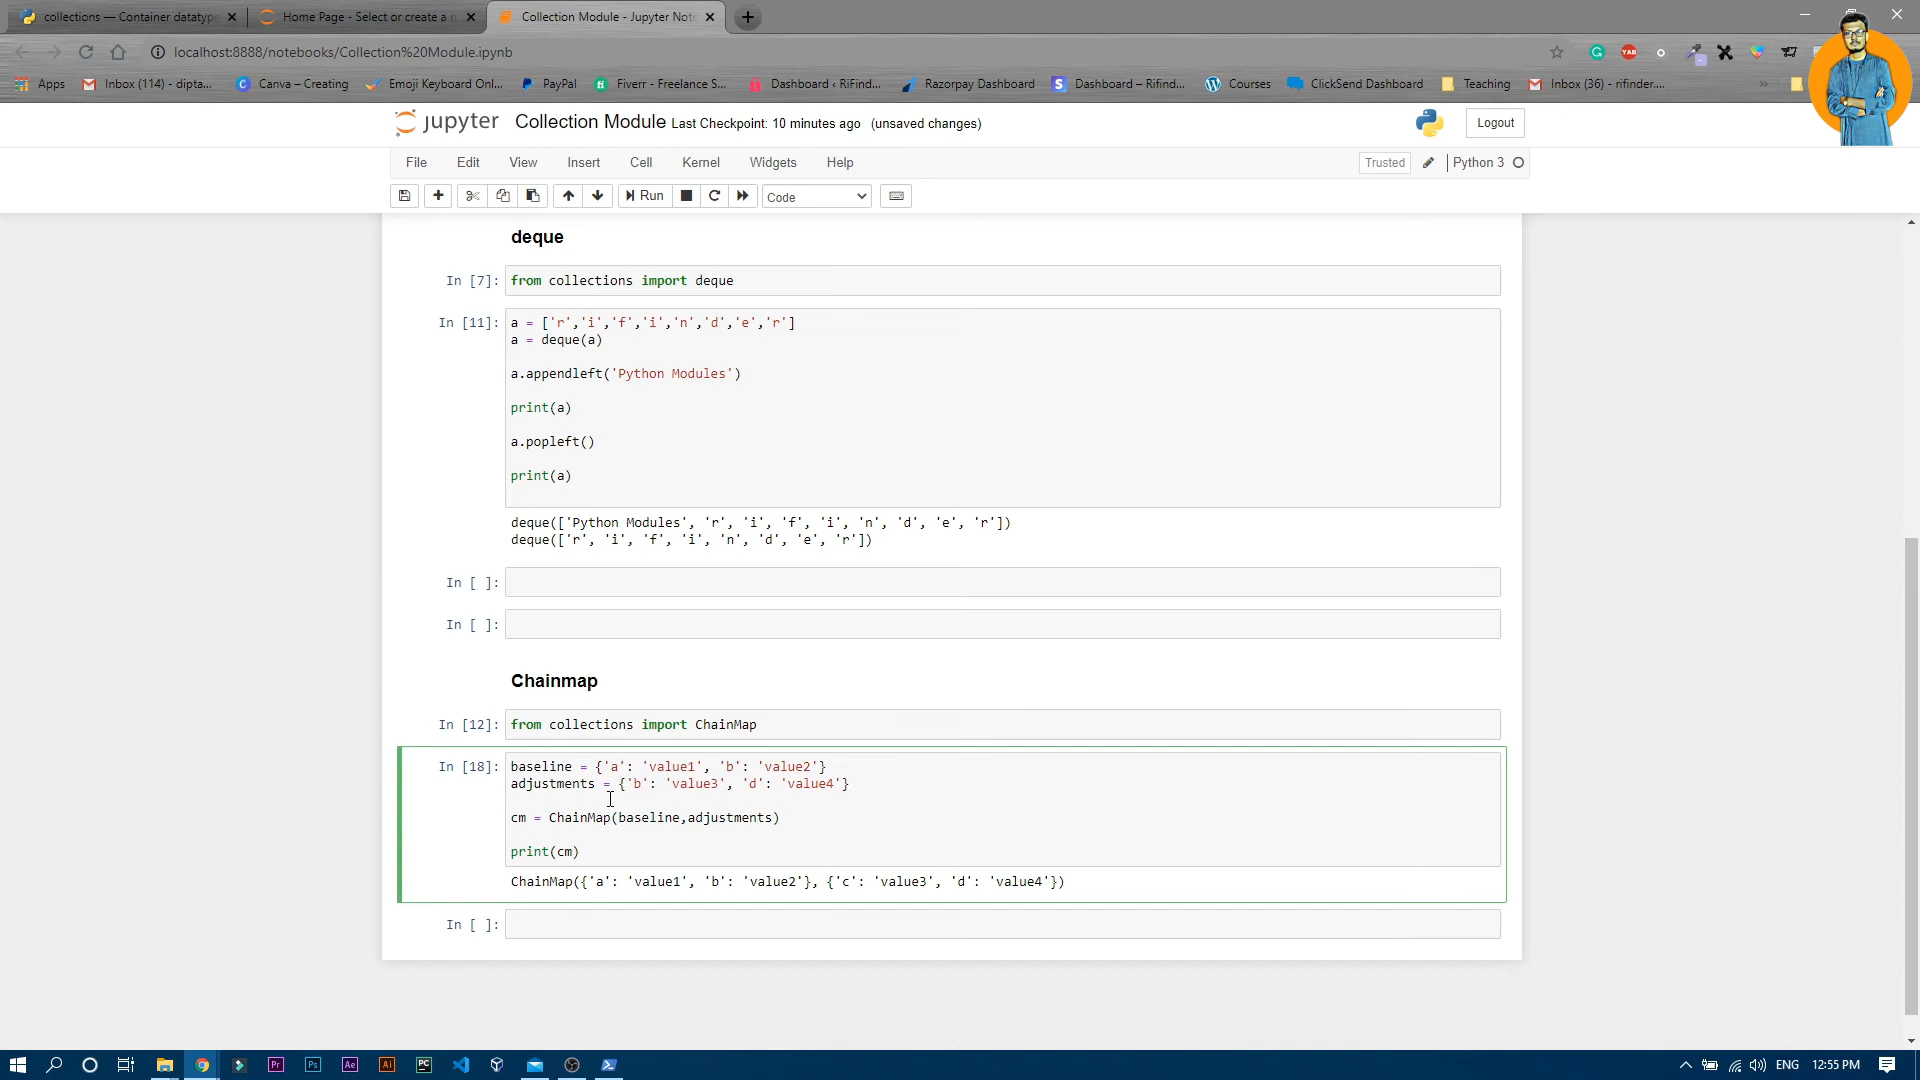 collections — Container datatype
Home Page - Select or create a n
Collection Module - Jupyter Note
localhost:8888/notebooks/Collection%20Module.ipynb
YAB
Apps
Inbox (114) - dipta...
Canva – Creating
Emoji Keyboard Onl...
PayPal
Fiverr - Freelance S...
Dashboard ‹ RiFind...
Razorpay Dashboard
Dashboard – Rifind...
Courses
ClickSend Dashboard
Teaching
Inbox (36) - rifinder....
jupyter Collection Module Last Checkpoint: 10 minutes ago (unsaved changes)
Logout
File Edit View Insert Cell Kernel Widgets Help
Trusted
Python 3
Run
Code
deque
In [7]: from collections import deque
In [11]: a = ['r','i','f','i','n','d','e','r']
a = deque(a)
a.appendleft('Python Modules')
print(a)
a.popleft()
print(a)
deque(['Python Modules', 'r', 'i', 'f', 'i', 'n', 'd', 'e', 'r'])
deque(['r', 'i', 'f', 'i', 'n', 'd', 'e', 'r'])
In [ ]:
In [ ]:
Chainmap
In [12]: from collections import ChainMap
In [18]: baseline = {'a': 'value1', 'b': 'value2'}
adjustments = {'b': 'value3', 'd': 'value4'}
cm = ChainMap(baseline,adjustments)
print(cm)
ChainMap({'a': 'value1', 'b': 'value2'}, {'c': 'value3', 'd': 'value4'})
In [ ]:
Pr
Ps
Ae
Ai
PC
ENG
12:55 PM